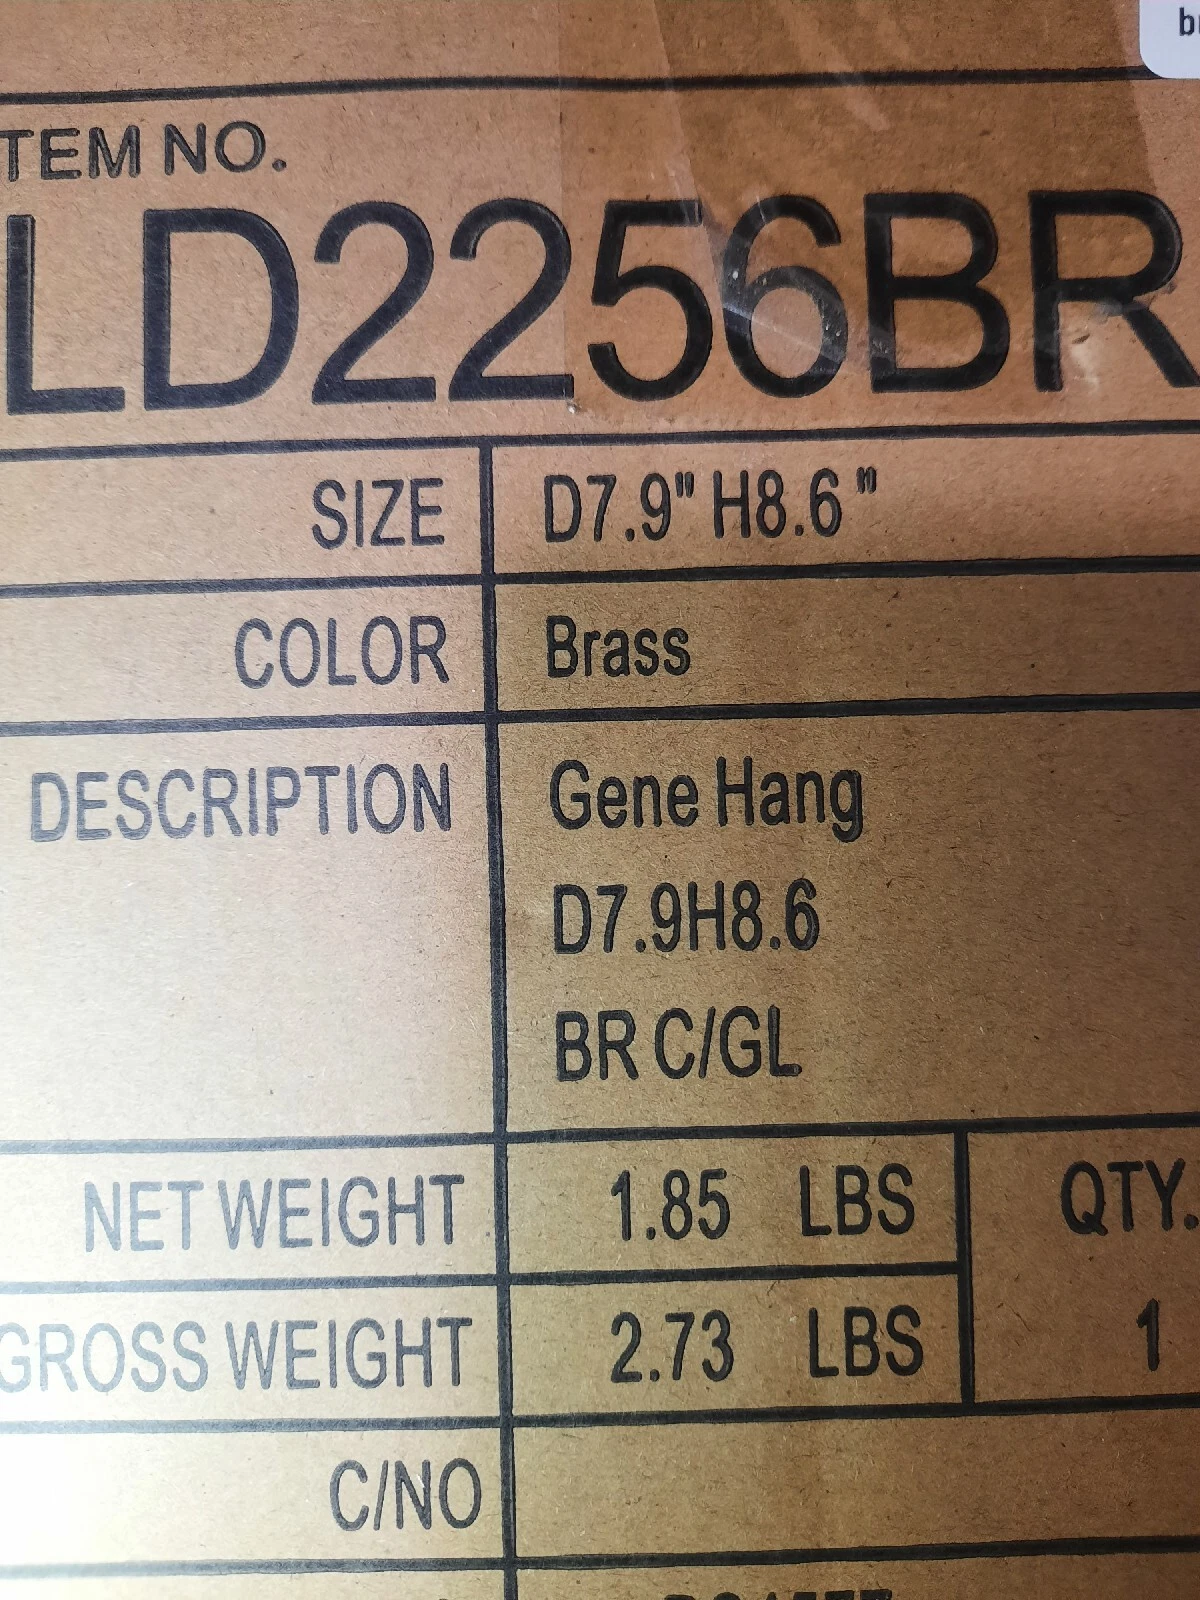 TEM NO.
LD2256BR
SIZE D7.9" H8.6"
COLOR Brass
DESCRIPTION Gene Hang
D7.9H8.6
BR C/GL
NET WEIGHT 1.85 LBS QTY.
GROSS WEIGHT 2.73 LBS 1
C/NO